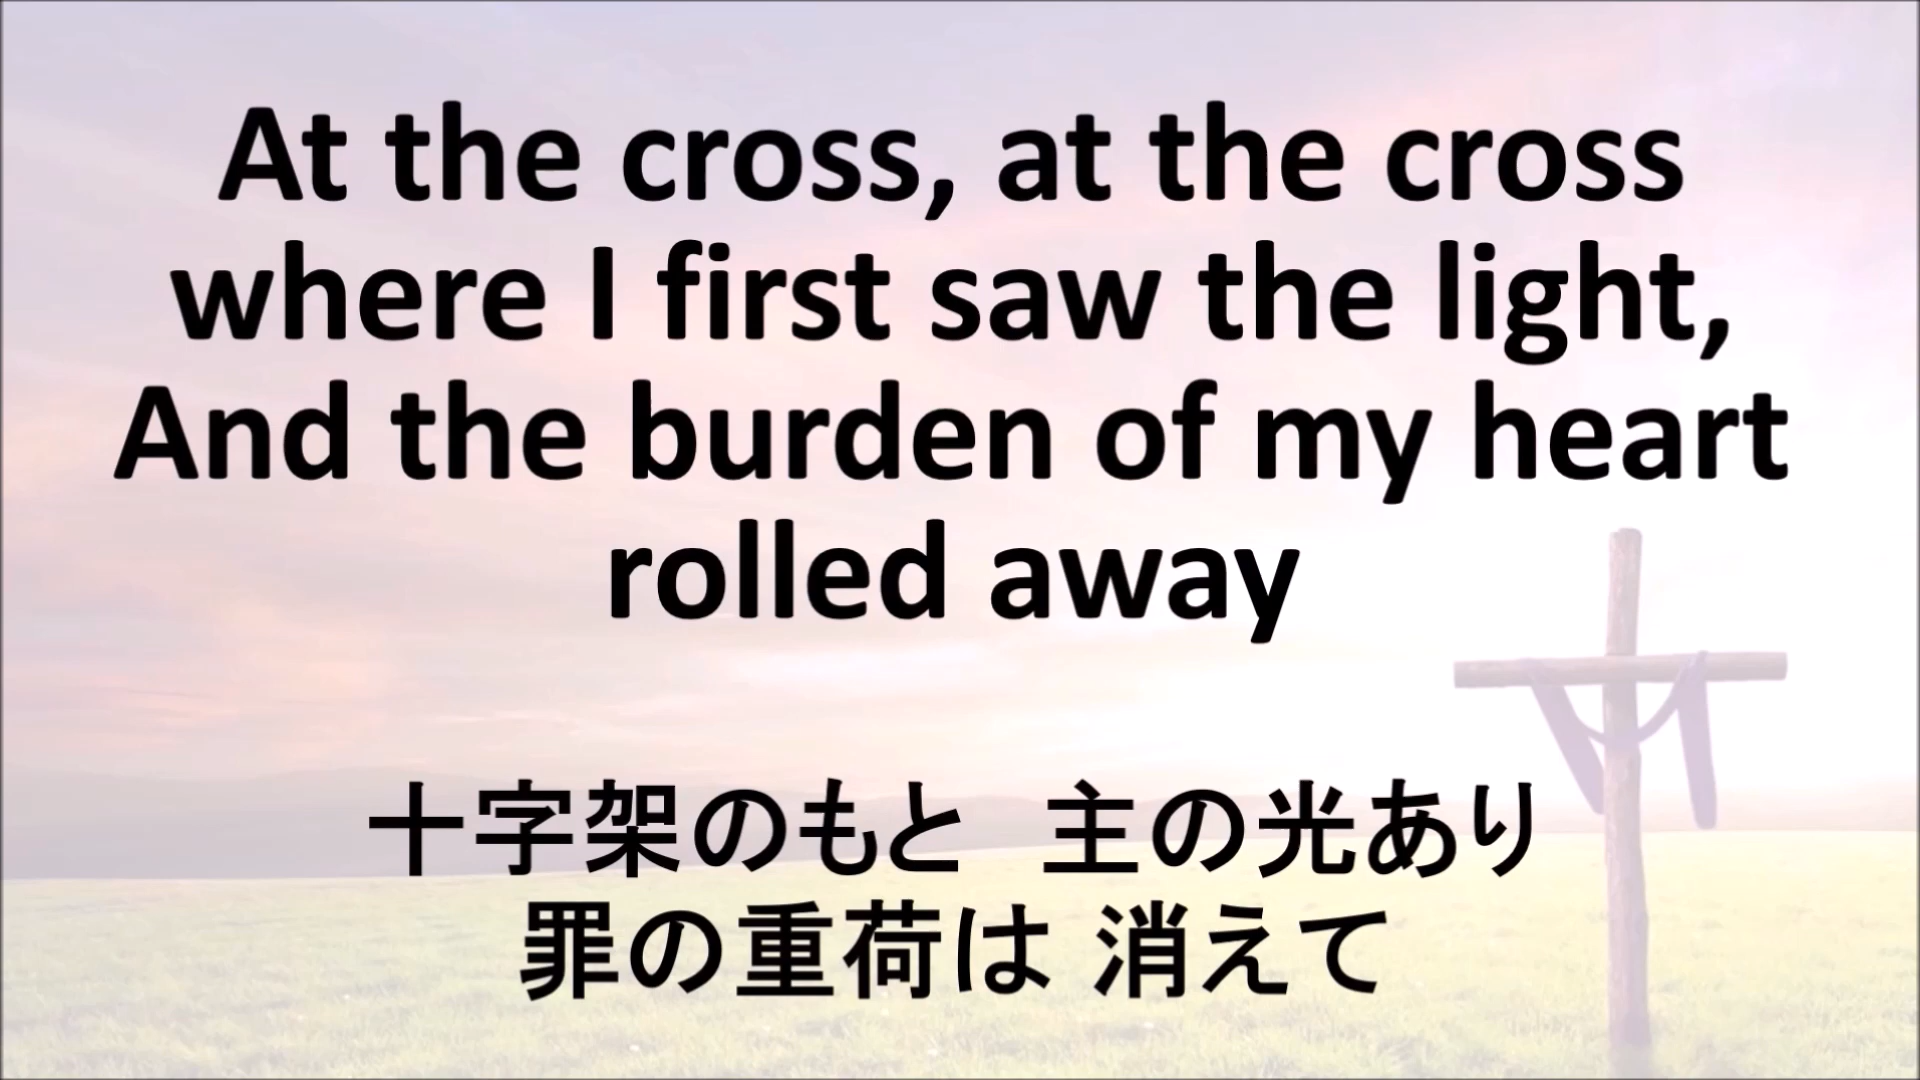 At the cross, at the cross
where I first saw the light,
And the burden of my heart
rolled away
十字架のもと　主の光あり
罪の重荷は 消えて